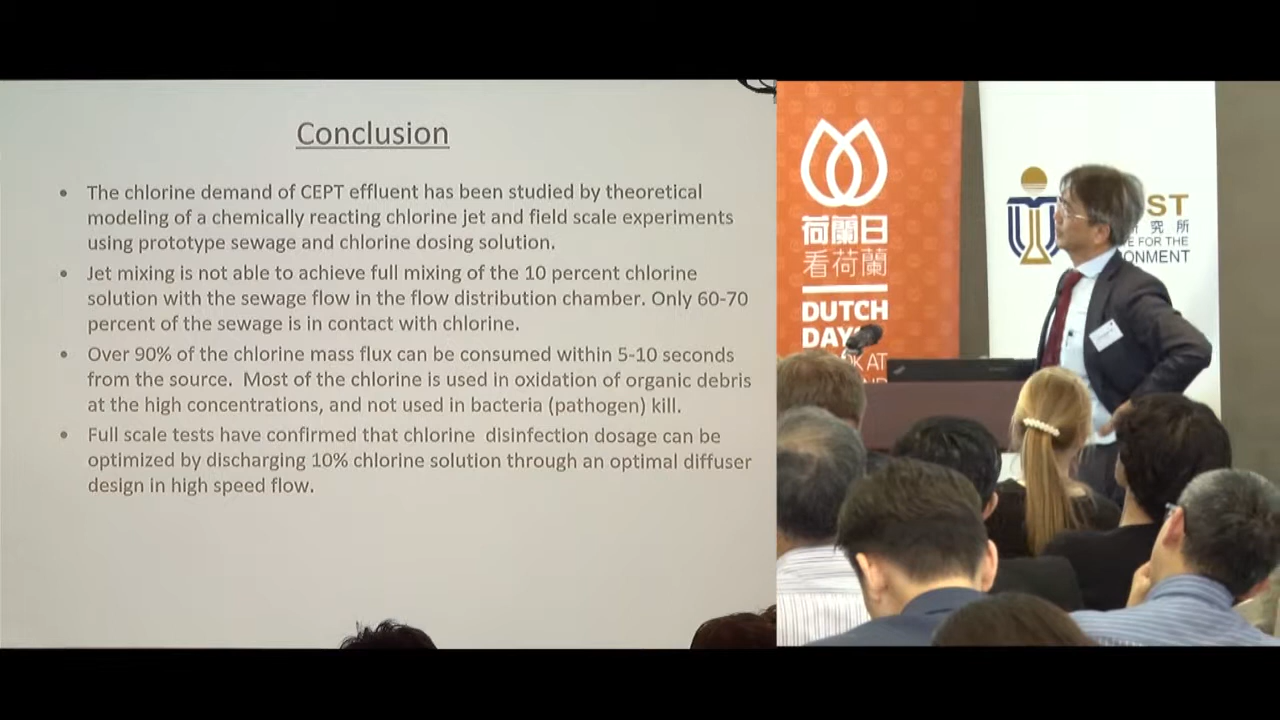 Conclusion
• The chlorine demand of CEPT effluent has been studied by theoretical
modeling of a chemically reacting chlorine jet and field scale experiments
using prototype sewage and chlorine dosing solution.
• Jet mixing is not able to achieve full mixing of the 10 percent chlorine
solution with the sewage flow in the flow distribution chamber. Only 60-70
percent of the sewage is in contact with chlorine.
• Over 90% of the chlorine mass flux can be consumed within 5-10 seconds
from the source. Most of the chlorine is used in oxidation of organic debris
at the high concentrations, and not used in bacteria (pathogen) kill.
• Full scale tests have confirmed that chlorine disinfection dosage can be
optimized by discharging 10% chlorine solution through an optimal diffuser
design in high speed flow.
荷蘭日
看荷蘭
DUTCH
DAYS
AT
ST
究所
FOR THE